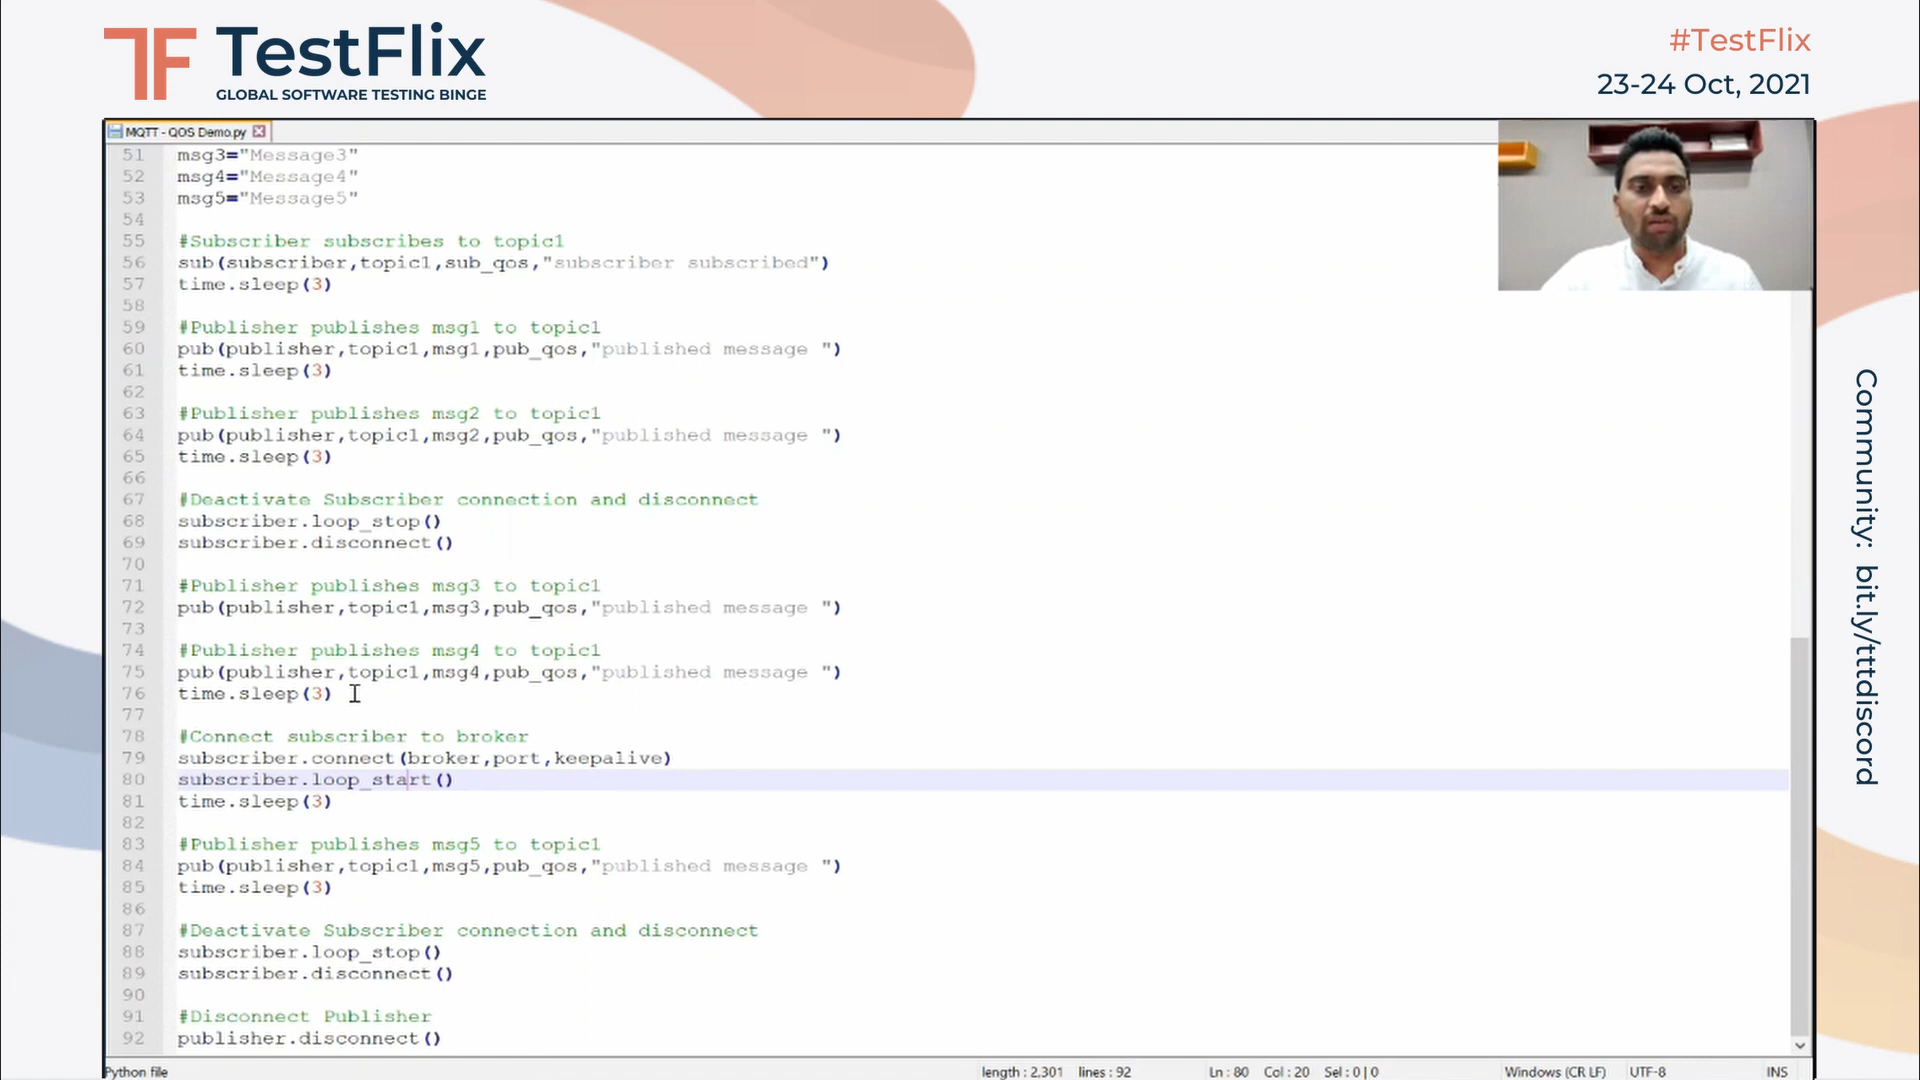 TF TestFlix
GLOBAL SOFTWARE TESTING BINGE
#TestFlix
23-24 Oct, 2021
MQTT - QOS Demo.py
51 msg3="Message3"
52 msg4="Message4"
53 msg5="Message5"
54
55 #Subscriber subscribes to topic1
56 sub(subscriber,topic1,sub_qos,"subscriber subscribed")
57 time.sleep(3)
58
59 #Publisher publishes msg1 to topic1
60 pub(publisher,topic1,msg1,pub_qos,"published message ")
61 time.sleep(3)
62
63 #Publisher publishes msg2 to topic1
64 pub(publisher,topic1,msg2,pub_qos,"published message ")
65 time.sleep(3)
66
67 #Deactivate Subscriber connection and disconnect
68 subscriber.loop_stop()
69 subscriber.disconnect()
70
71 #Publisher publishes msg3 to topic1
72 pub(publisher,topic1,msg3,pub_qos,"published message ")
73
74 #Publisher publishes msg4 to topic1
75 pub(publisher,topic1,msg4,pub_qos,"published message ")
76 time.sleep(3)
77
78 #Connect subscriber to broker
79 subscriber.connect(broker,port,keepalive)
80 subscriber.loop_start()
81 time.sleep(3)
82
83 #Publisher publishes msg5 to topic1
84 pub(publisher,topic1,msg5,pub_qos,"published message ")
85 time.sleep(3)
86
87 #Deactivate Subscriber connection and disconnect
88 subscriber.loop_stop()
89 subscriber.disconnect()
90
91 #Disconnect Publisher
92 publisher.disconnect()
Python file length : 2,301 lines : 92 Ln : 80 Col : 20 Sel : 0 | 0 Windows (CR LF) UTF-8 INS
Community: bit.ly/tttdiscord